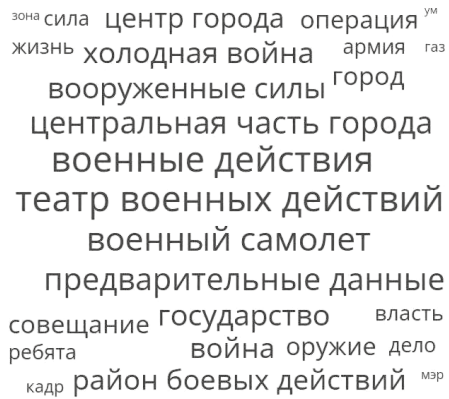 зона сила центр города операция ум
жизнь холодная война армия газ
вооруженные силы город
центральная часть города
военные действия
театр военных действий
военный самолет
предварительные данные
совещание государство власть
ребята война оружие дело
кадр район боевых действий мэр